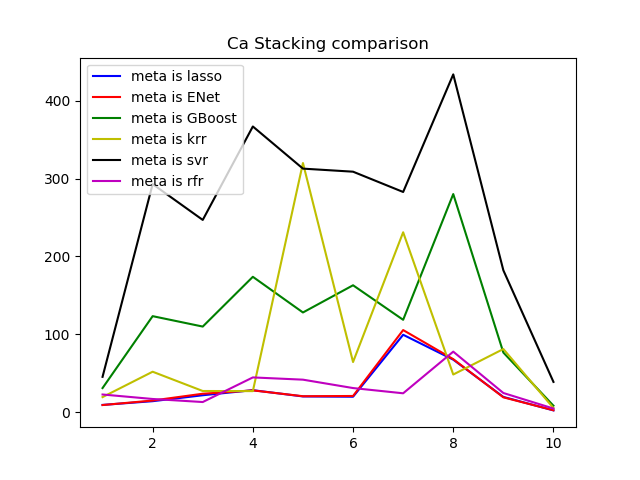 Ca Stacking comparison
meta is lasso
meta is ENet
meta is GBoost
meta is krr
meta is svr
meta is rfr
400
300
200
100
0
2 4 6 8 10